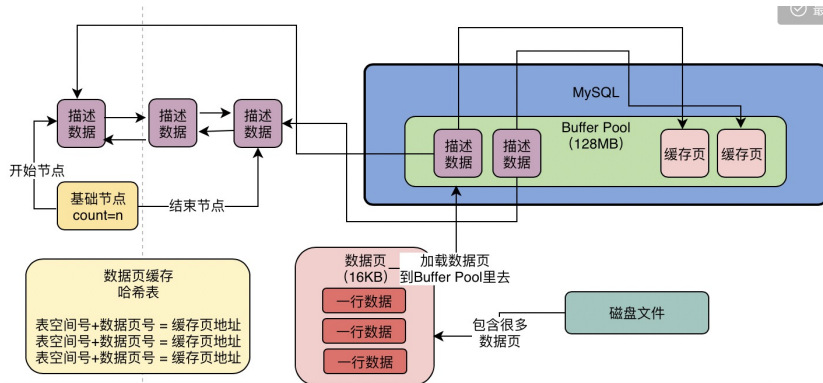 最
MySQL
Buffer Pool
（128MB）
描述
数据
描述
数据
描述
数据
描述
数据
描述
数据
缓存页
缓存页
开始节点
基础节点
count=n
结束节点
数据页
（16KB）
加载数据页
到Buffer Pool里去
一行数据
一行数据
一行数据
包含很多
数据页
磁盘文件
数据页缓存
哈希表
表空间号+数据页号 = 缓存页地址
表空间号+数据页号 = 缓存页地址
表空间号+数据页号 = 缓存页地址